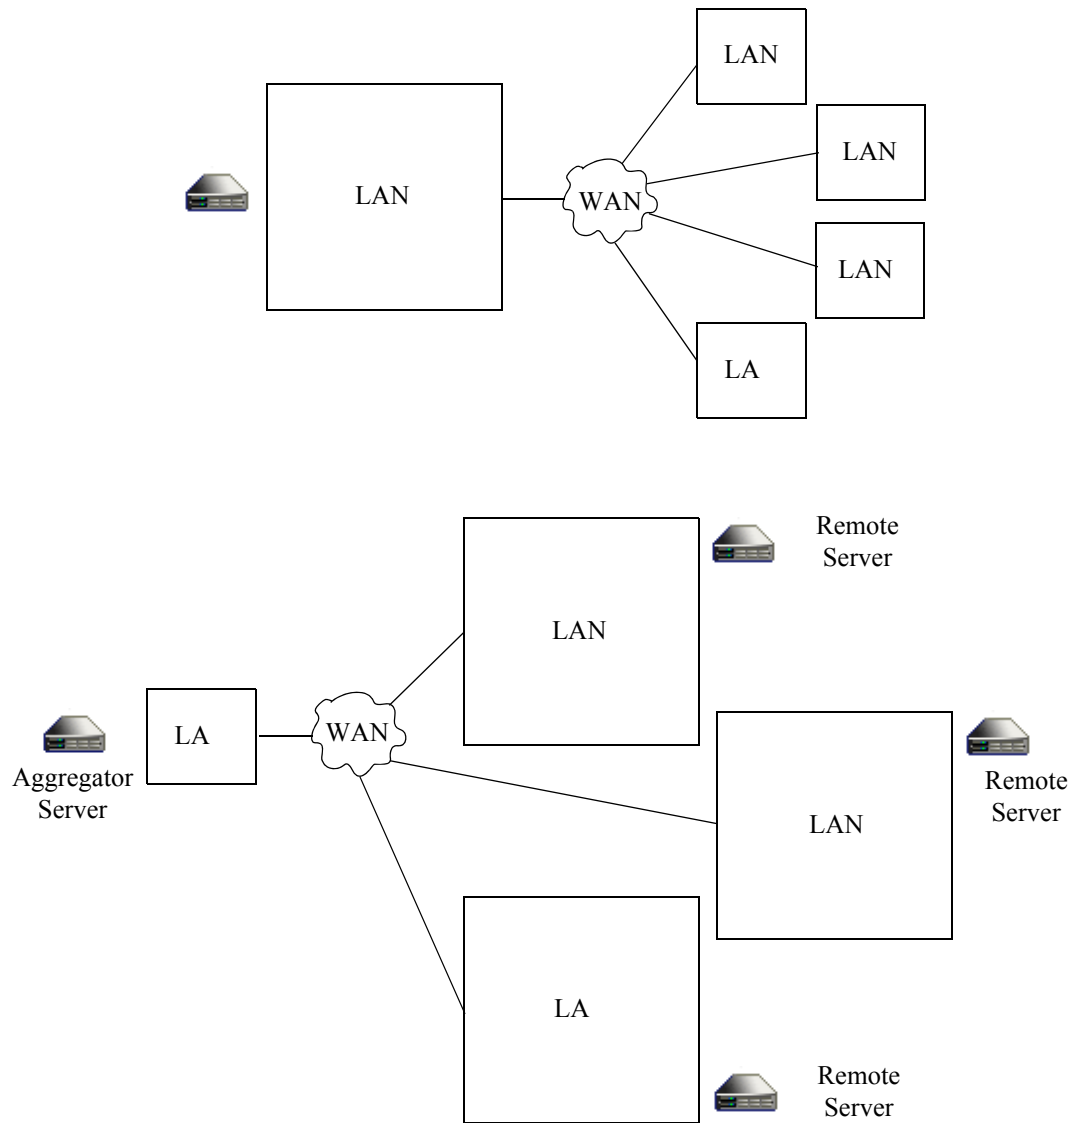 LAN
LAN
LAN
WAN
LAN
LA
Remote
Server
LAN
LA
WAN
Aggregator
Server
Remote
Server
LAN
LA
Remote
Server